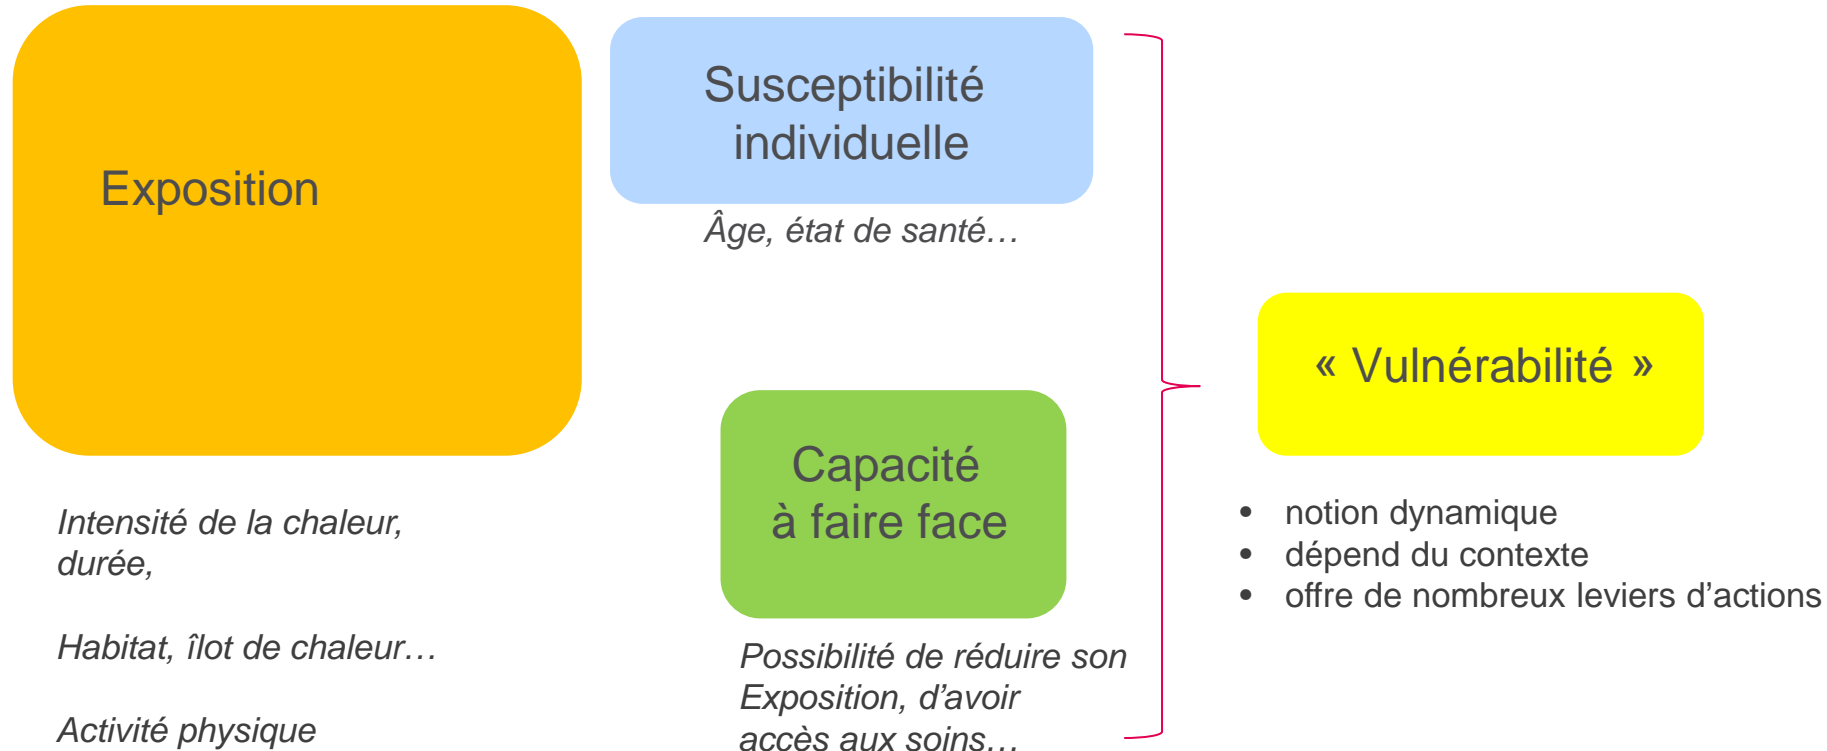 Exposition
Intensité de la chaleur,
durée,
Habitat, îlot de chaleur…
Activité physique
Susceptibilité
individuelle
Âge, état de santé…
Capacité
à faire face
Possibilité de réduire son
Exposition, d’avoir
accès aux soins…
« Vulnérabilité »
• notion dynamique
• dépend du contexte
• offre de nombreux leviers d’actions